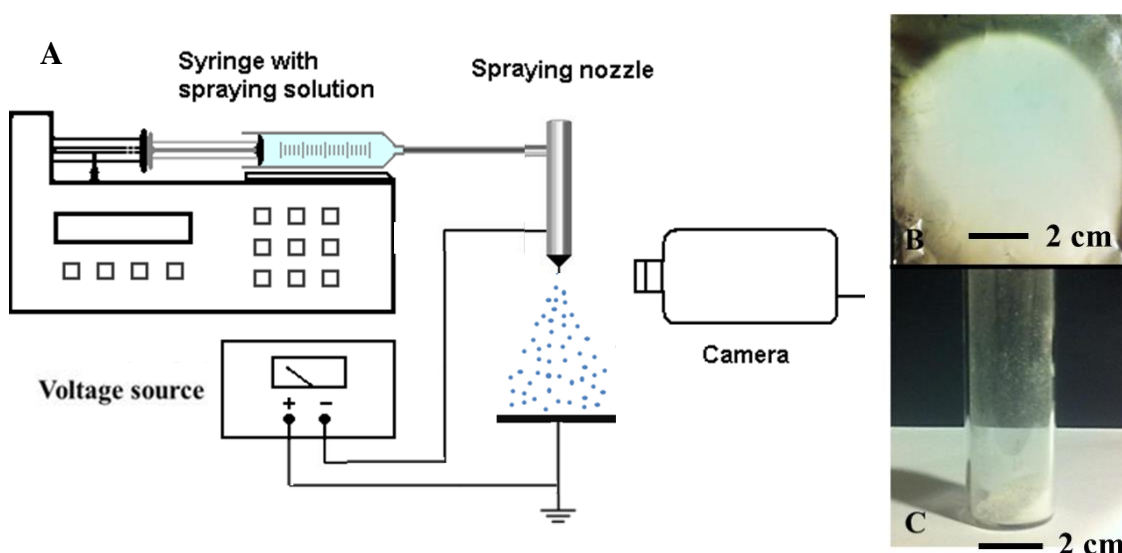 A
Syringe with
spraying solution
Spraying nozzle
Camera
Voltage source
+ −
B
2 cm
C
2 cm